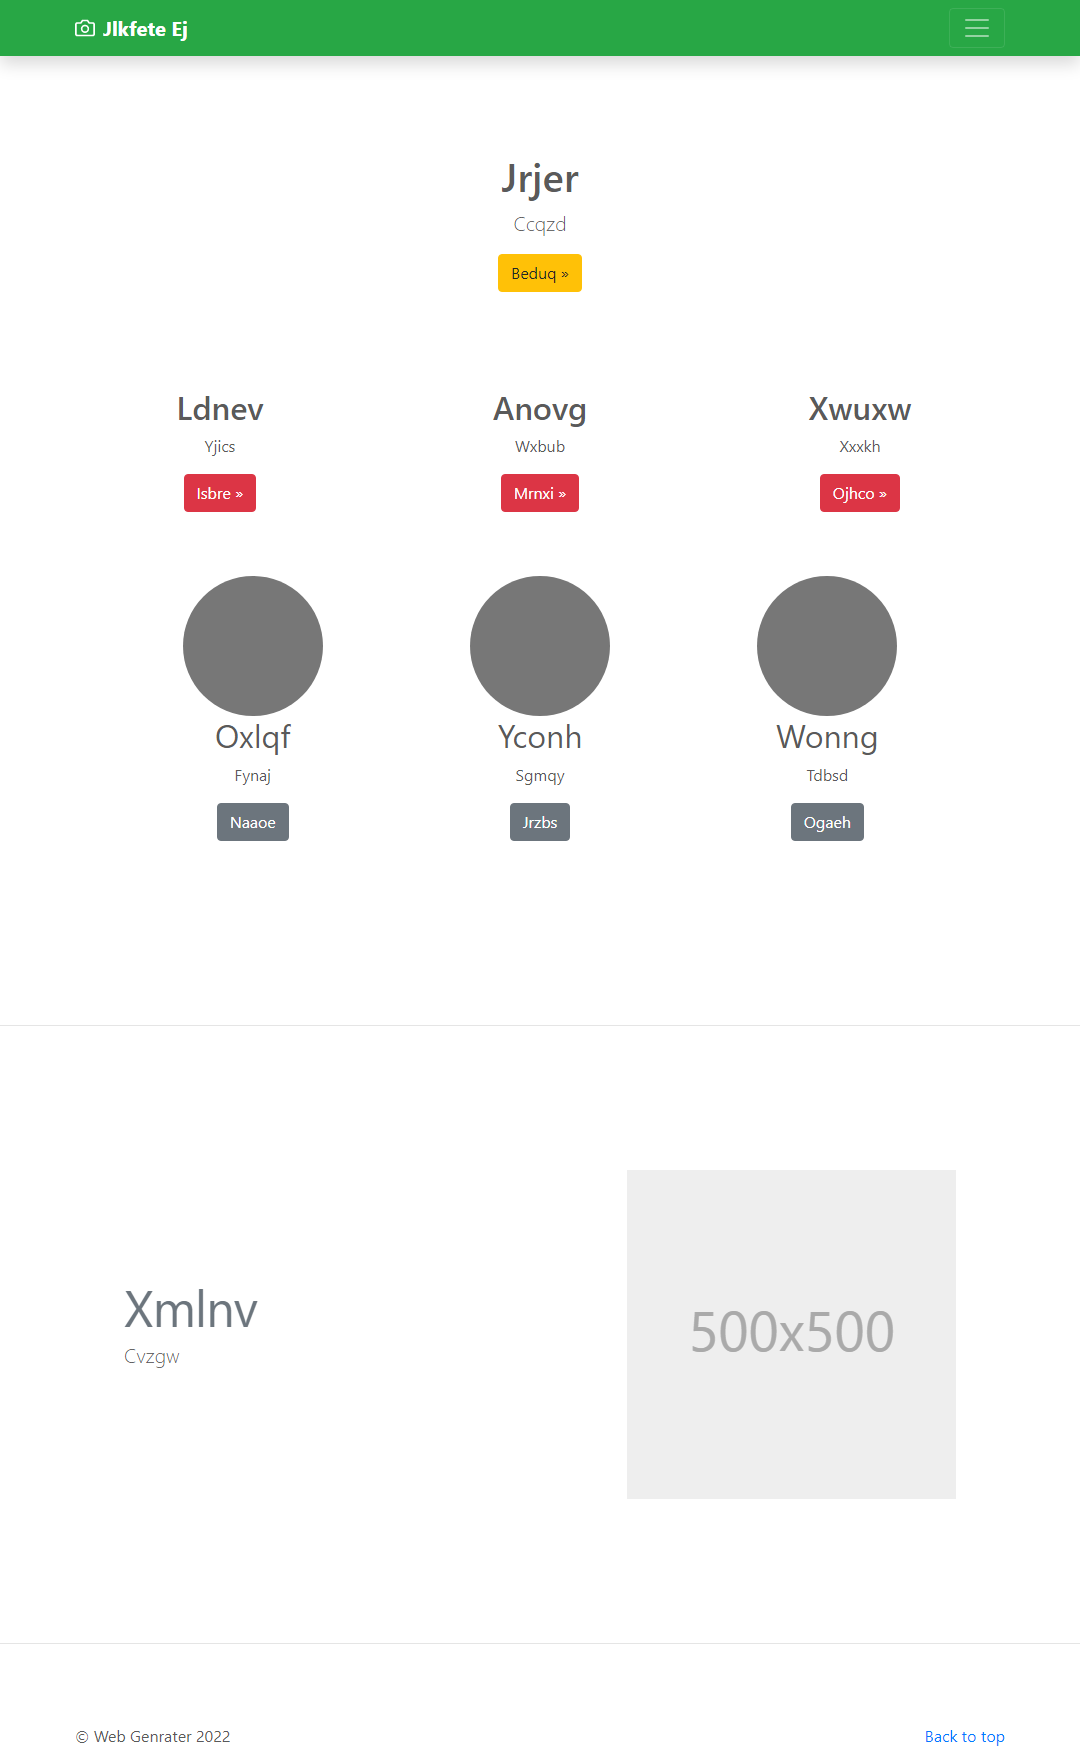 Jlkfete Ej
Jrjer
Ccqzd
Beduq »
Ldnev
Yjics
Isbre »
Anovg
Wxbub
Mrnxi »
Xwuxw
Xxxkh
Ojhco »
Oxlqf
Fynaj
Naaoe
Yconh
Sgmqy
Jrzbs
Wonng
Tdbsd
Ogaeh
Xmlnv
Cvzgw
500x500
© Web Genrater 2022
Back to top